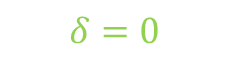 δ = 0